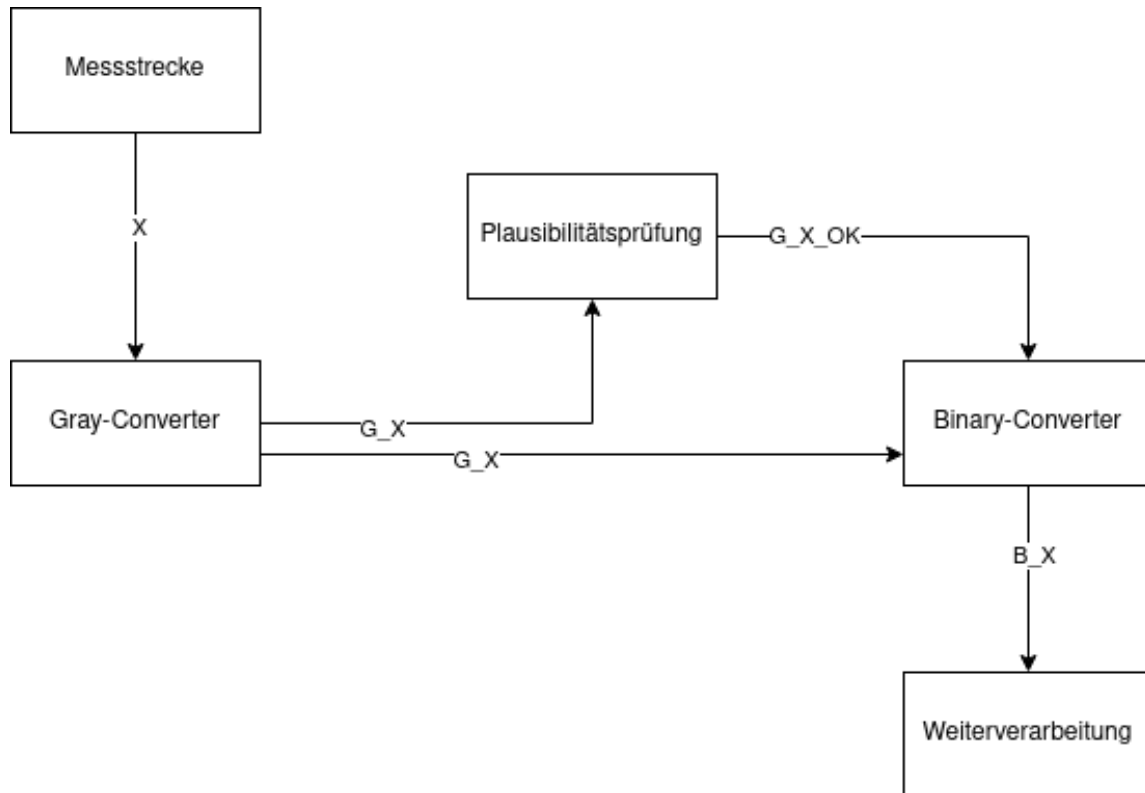 Messstrecke
X
Plausibilitätsprüfung
G_X_OK
Gray-Converter
G_X
G_X
Binary-Converter
B_X
Weiterverarbeitung